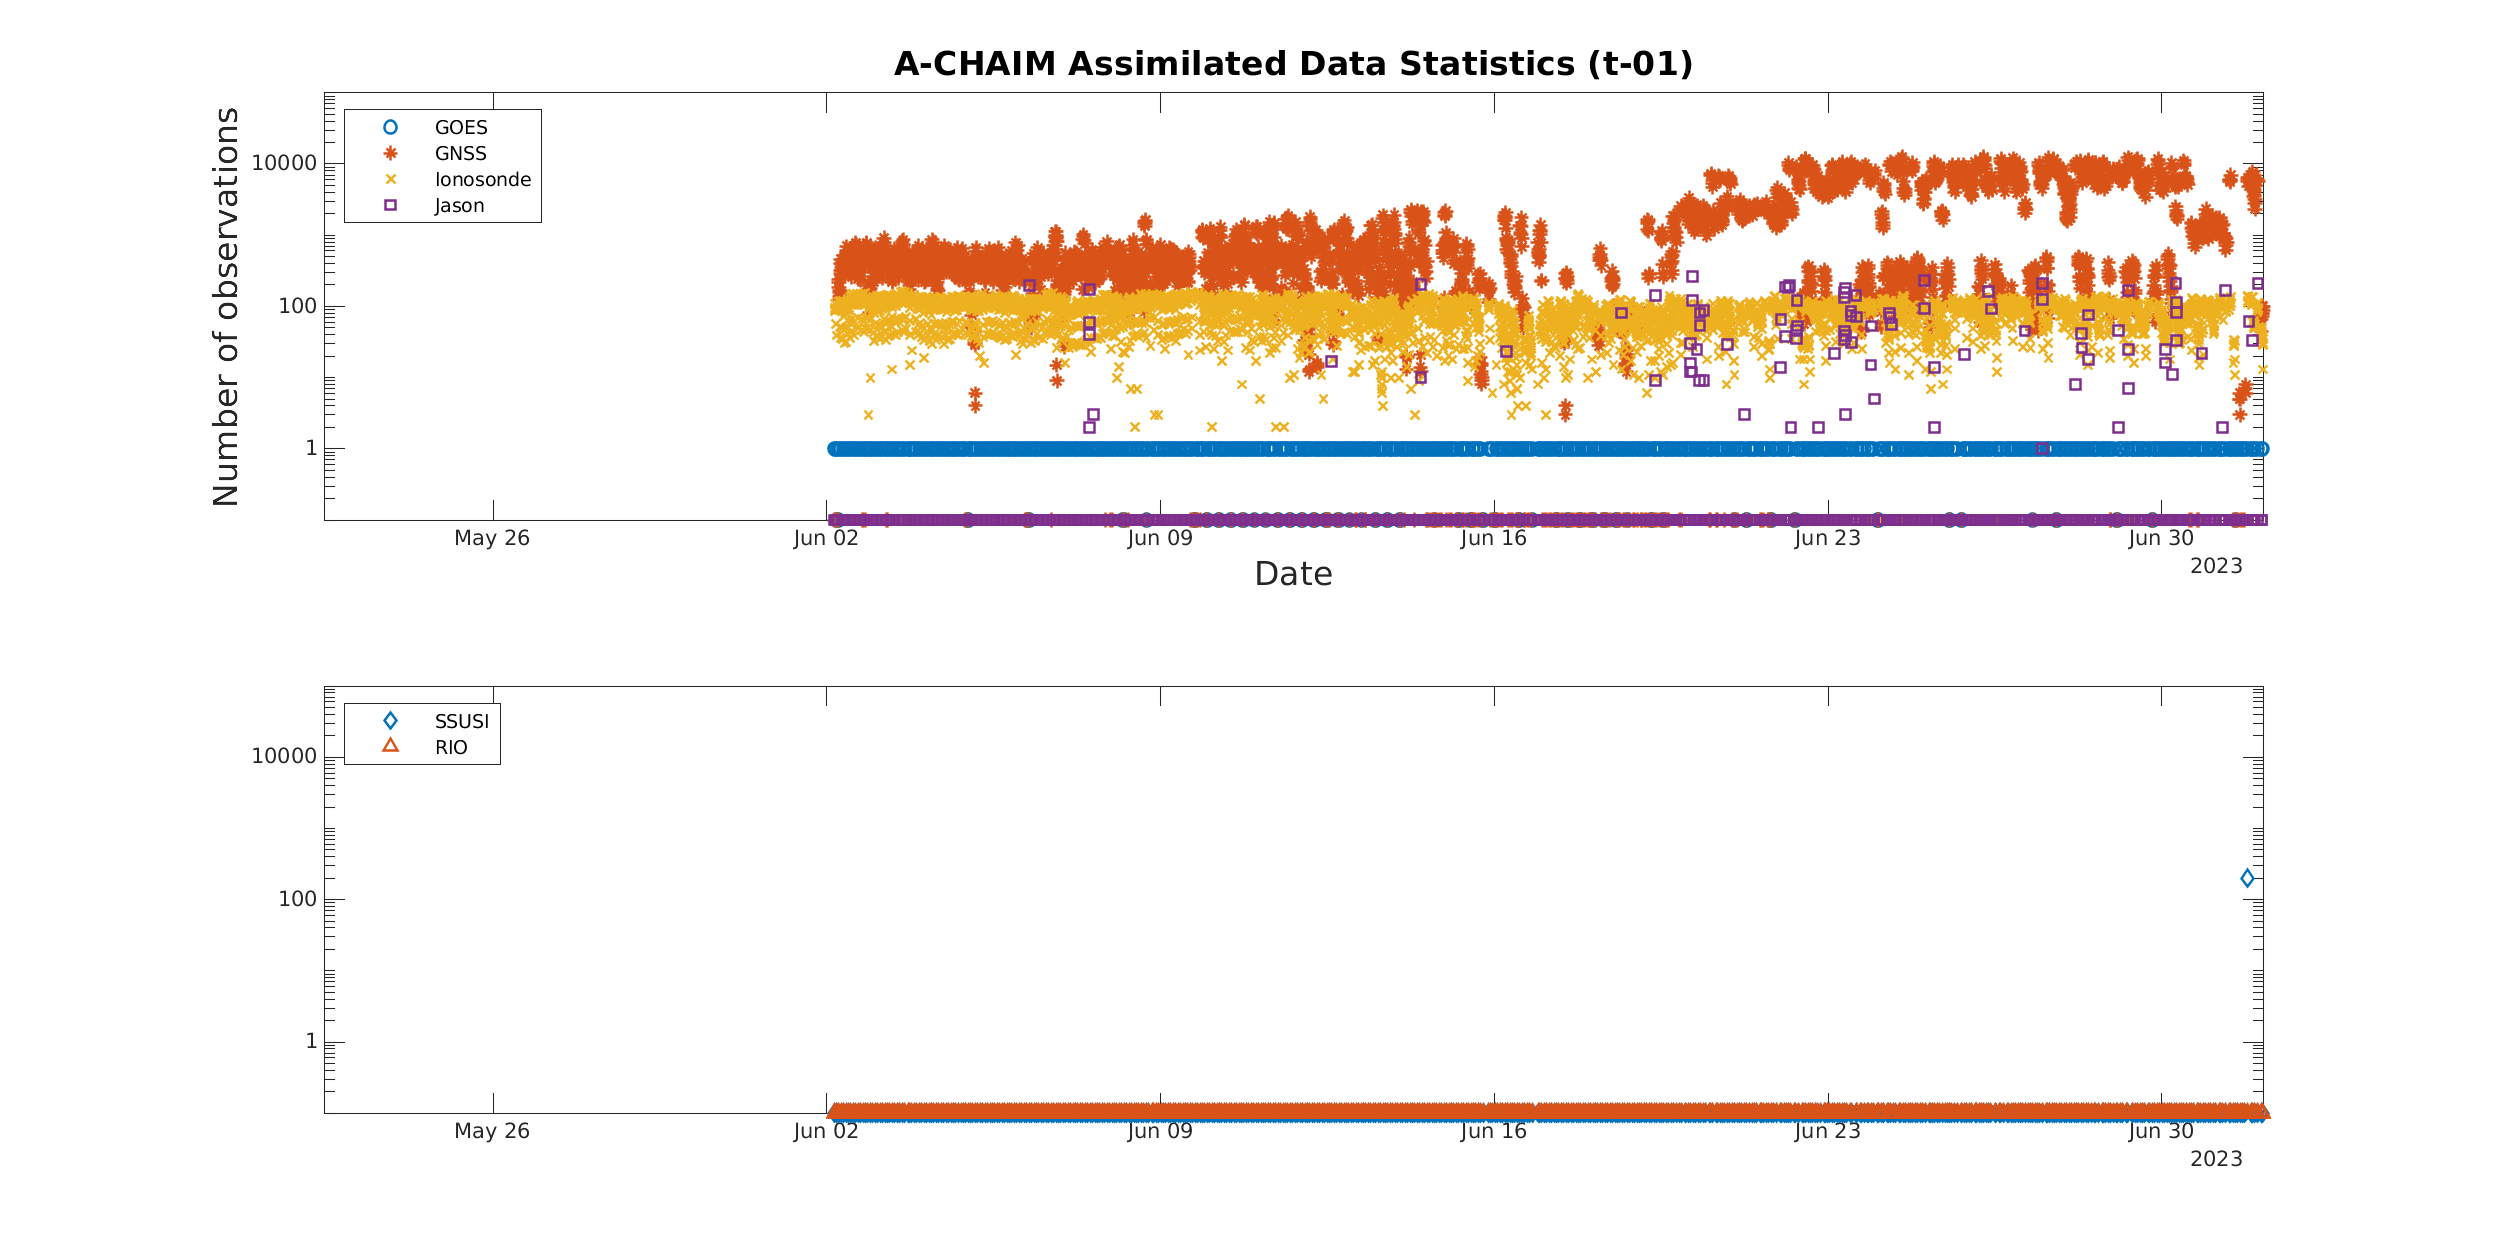 A-CHAIM Assimilated Data Statistics (t-01)
Number of observations
10000
100
1
GOES
GNSS
Ionosonde
Jason
May 26
Jun 02
Jun 09
Jun 16
Jun 23
Jun 30
2023
Date
10000
100
1
SSUSI
RIO
May 26
Jun 02
Jun 09
Jun 16
Jun 23
Jun 30
2023